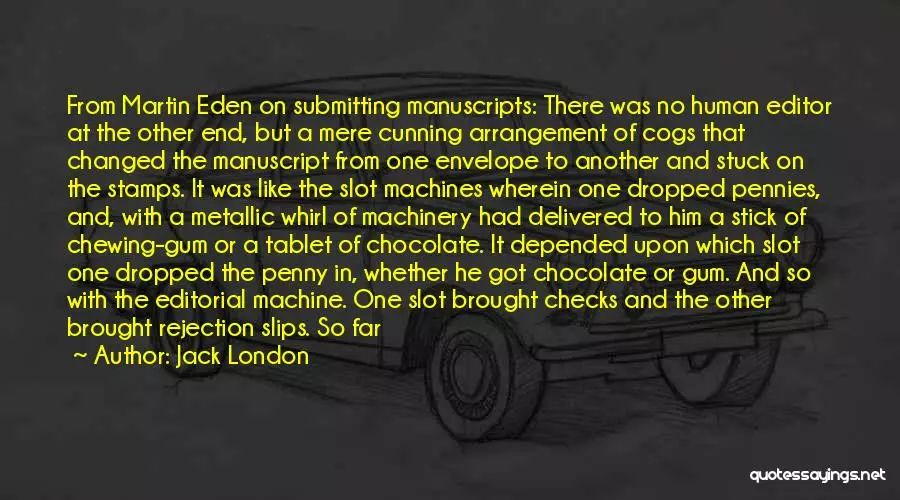 From Martin Eden on submitting manuscripts: There was no human editor
at the other end, but a mere cunning arrangement of cogs that
changed the manuscript from one envelope to another and stuck on
the stamps. It was like the slot machines wherein one dropped pennies,
and, with a metallic whirl of machinery had delivered to him a stick of
chewing-gum or a tablet of chocolate. It depended upon which slot
one dropped the penny in, whether he got chocolate or gum. And so
with the editorial machine. One slot brought checks and the other
brought rejection slips. So far
~ Author: Jack London
quotessayings.net